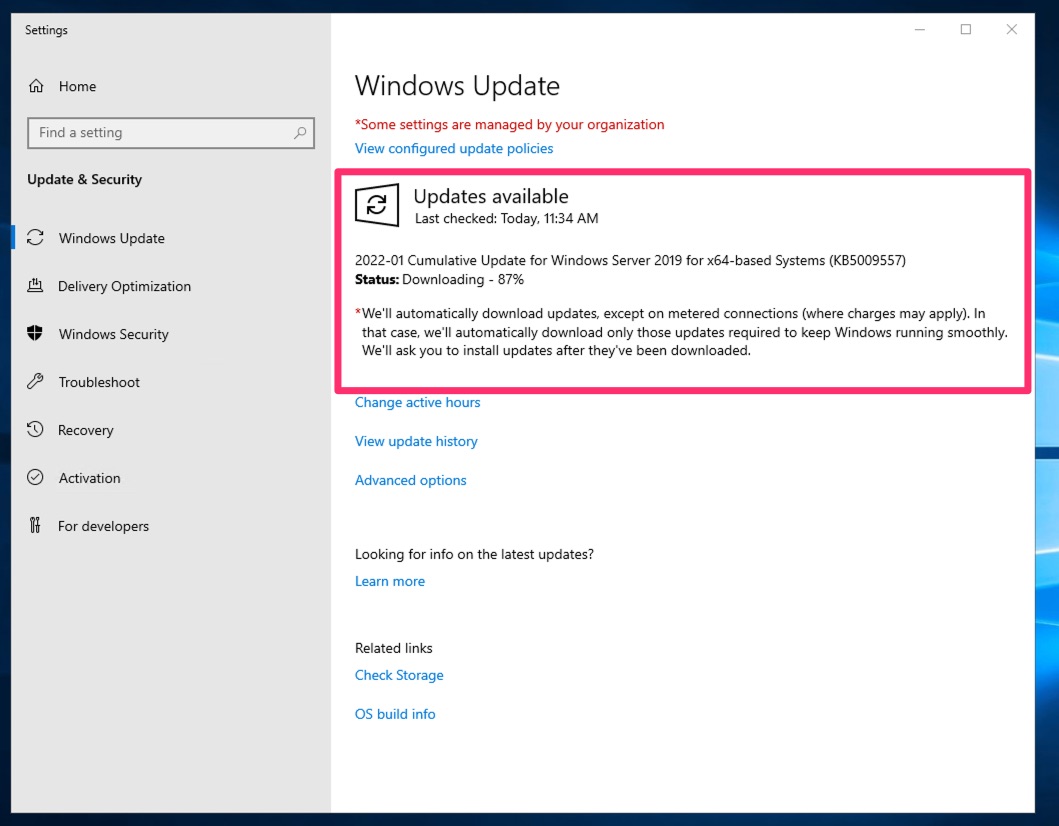 Settings
Home
Find a setting
Update & Security
Windows Update
Delivery Optimization
Windows Security
Troubleshoot
Recovery
Activation
For developers
Windows Update
*Some settings are managed by your organization
View configured update policies
Updates available
Last checked: Today, 11:34 AM
2022-01 Cumulative Update for Windows Server 2019 for x64-based Systems (KB5009557)
Status: Downloading - 87%
*We'll automatically download updates, except on metered connections (where charges may apply). In
that case, we'll automatically download only those updates required to keep Windows running smoothly.
We'll ask you to install updates after they've been downloaded.
Change active hours
View update history
Advanced options
Looking for info on the latest updates?
Learn more
Related links
Check Storage
OS build info